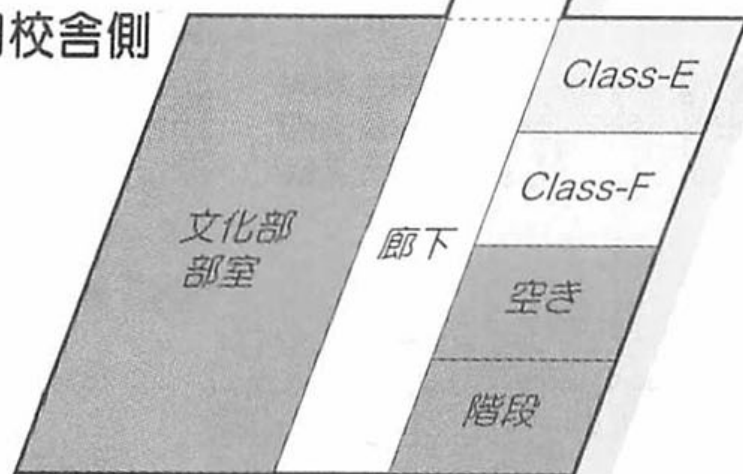 校舎側
Class-E
Class-F
文化部
部室
廊下
空き
階段